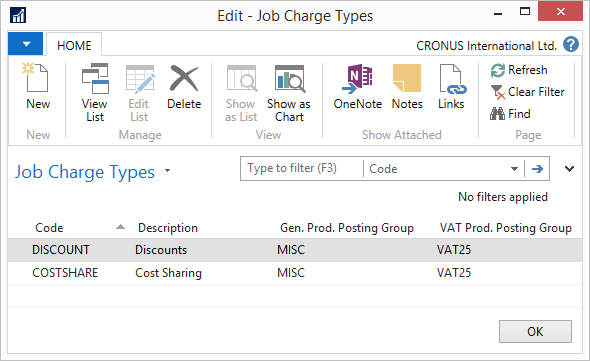 Edit - Job Charge Types
HOME
CRONUS International Ltd. ?
New
View List
Edit List
Delete
Show as List
Show as Chart
OneNote
Notes
Links
Refresh
Clear Filter
Find
New
Manage
View
Show Attached
Page
Job Charge Types
Type to filter (F3)
Code
No filters applied
Code Description Gen. Prod. Posting Group VAT Prod. Posting Group
DISCOUNT Discounts MISC VAT25
COSTSHARE Cost Sharing MISC VAT25
OK